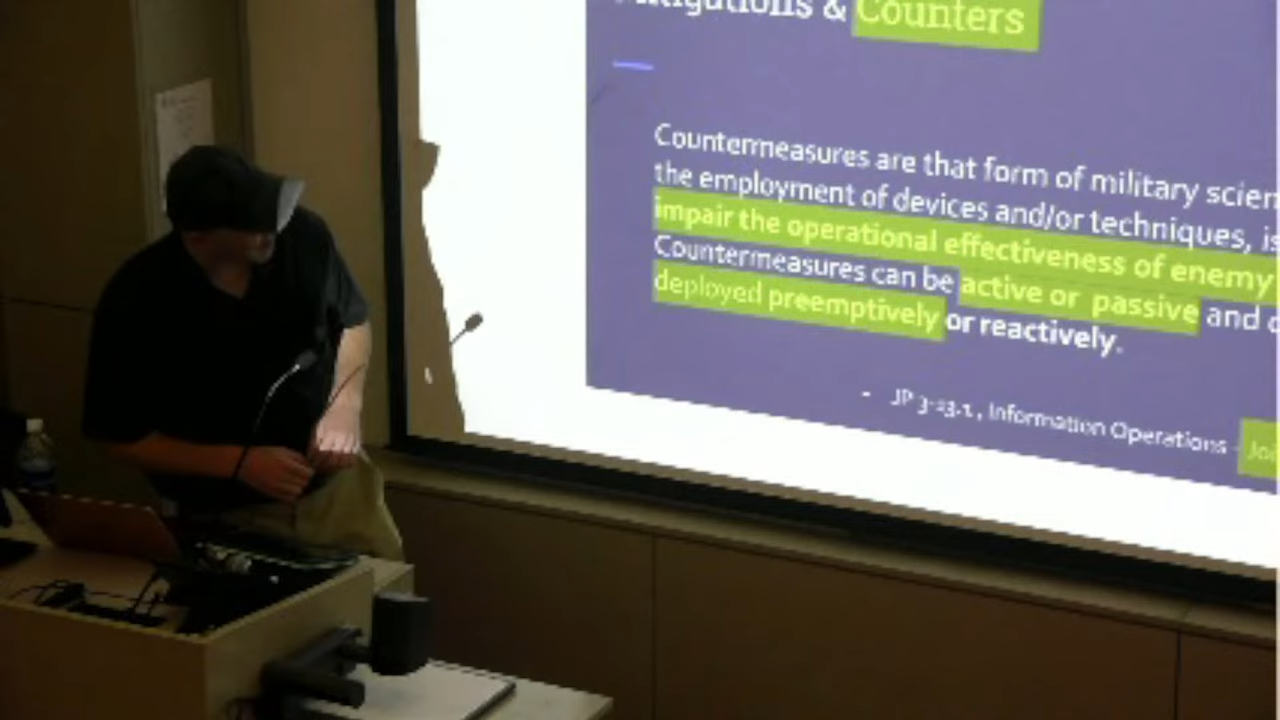 Mitigations & Counters
Countermeasures are that form of military scien
the employment of devices and/or techniques, is
impair the operational effectiveness of enemy
Countermeasures can be active or passive and c
deployed preemptively or reactively.
- JP 3-13.1, Information Operations - Joi